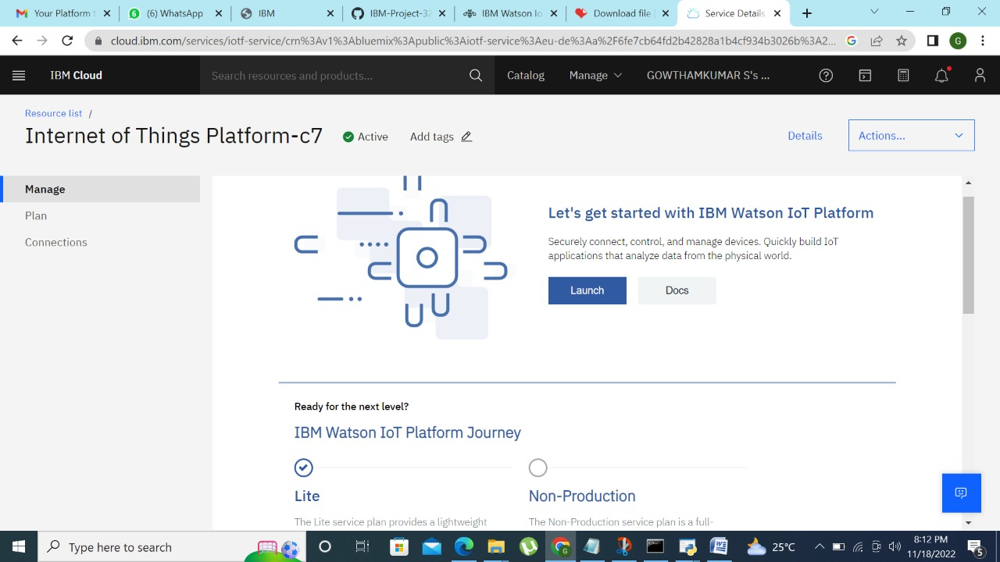 Your Platform
(6) WhatsApp
IBM
IBM-Project-32
IBM Watson Io
Download file
Service Details
cloud.ibm.com/services/iotf-service/crn%3Av1%3Abluemix%3Apublic%3Aiotf-service%3Aeu-de%3Aa%2F6fe7cb64fd2b42828a1b4cf934b3026b%3A2...
G
IBM Cloud
Search resources and products...
Catalog
Manage
GOWTHAMKUMAR S's ...
Resource list /
Internet of Things Platform-c7
Active
Add tags
Details
Actions...
Manage
Plan
Connections
Let's get started with IBM Watson IoT Platform
Securely connect, control, and manage devices. Quickly build IoT
applications that analyze data from the physical world.
Launch
Docs
Ready for the next level?
IBM Watson IoT Platform Journey
Lite
Non-Production
The Lite service plan provides a lightweight
The Non-Production service plan is a full-
Type here to search
25°C
8:12 PM
11/18/2022
5